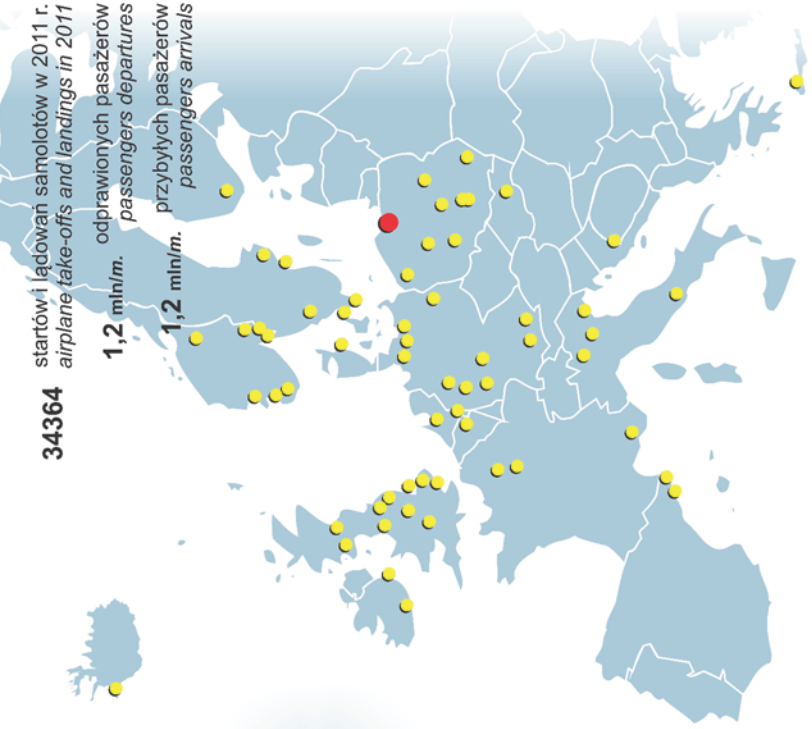 34364 startów i lądowań samolotów w 2011 r.
airplane take-offs and landings in 2011
1,2 mln/m. odprawionych pasażerów
passengers departures
1,2 mln/m. przybyłych pasażerów
passengers arrivals